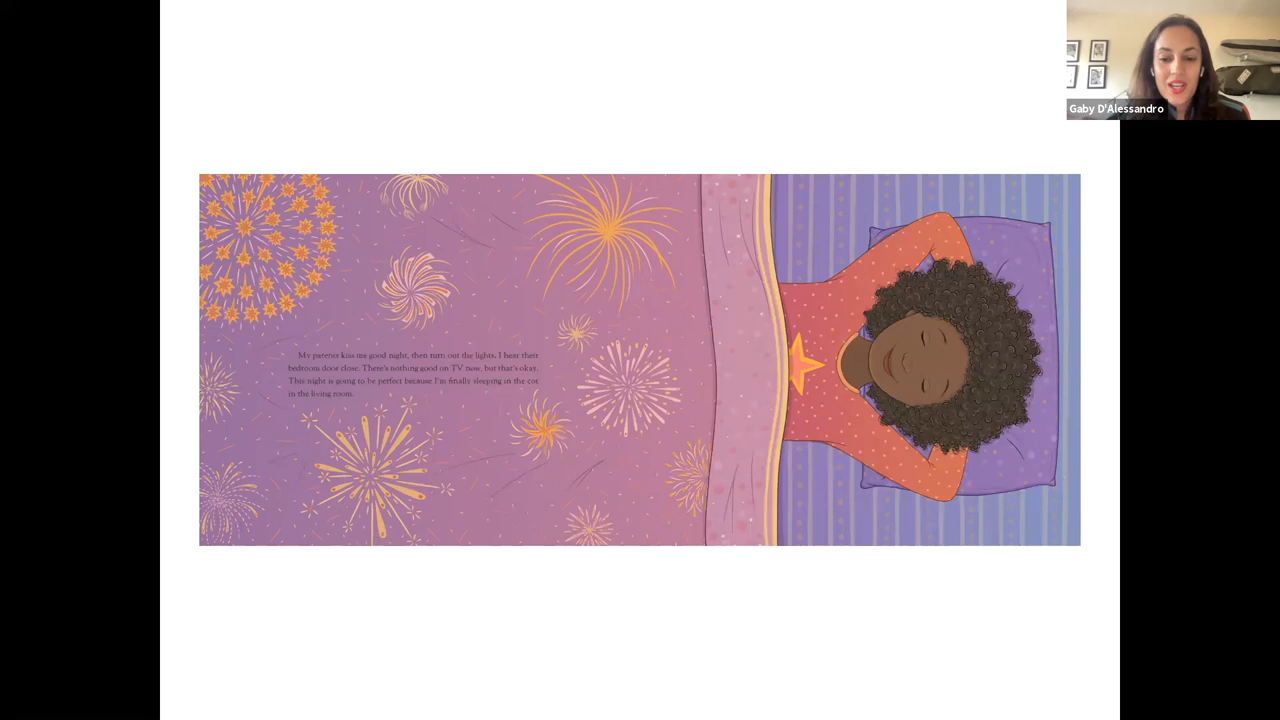 Gaby D'Alessandro
My parents kiss me good night, then turn out the lights. I hear their
bedroom door close. There's nothing good on TV now, but that's okay.
This night is going to be perfect because I'm finally sleeping in the cot
in the living room.